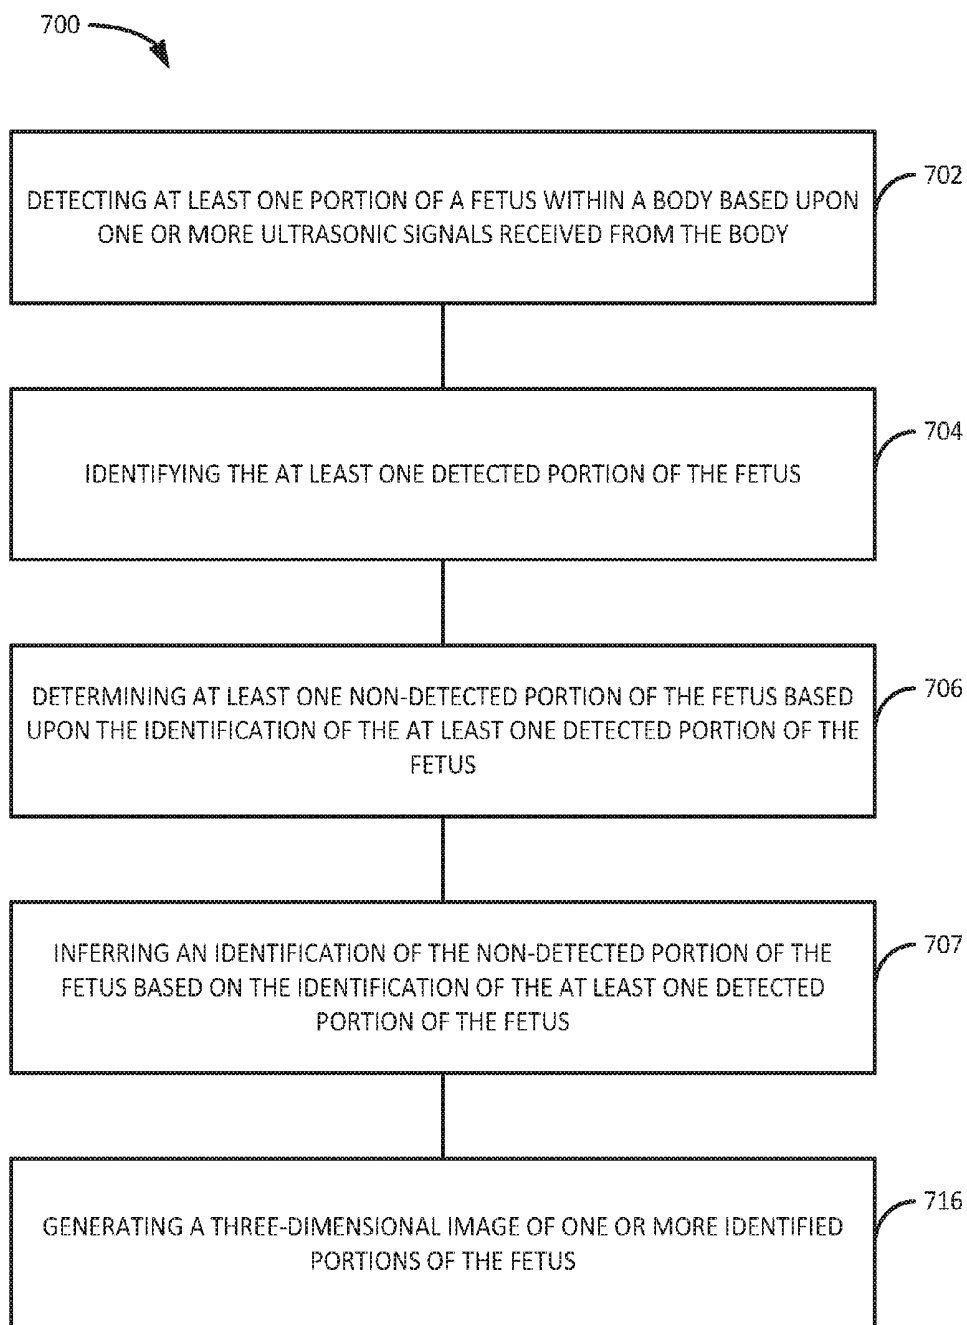 700
DETECTING AT LEAST ONE PORTION OF A FETUS WITHIN A BODY BASED UPON
ONE OR MORE ULTRASONIC SIGNALS RECEIVED FROM THE BODY
702
IDENTIFYING THE AT LEAST ONE DETECTED PORTION OF THE FETUS
704
DETERMINING AT LEAST ONE NON-DETECTED PORTION OF THE FETUS BASED
UPON THE IDENTIFICATION OF THE AT LEAST ONE DETECTED PORTION OF THE
FETUS
706
INFERRING AN IDENTIFICATION OF THE NON-DETECTED PORTION OF THE
FETUS BASED ON THE IDENTIFICATION OF THE AT LEAST ONE DETECTED
PORTION OF THE FETUS
707
GENERATING A THREE-DIMENSIONAL IMAGE OF ONE OR MORE IDENTIFIED
PORTIONS OF THE FETUS
716